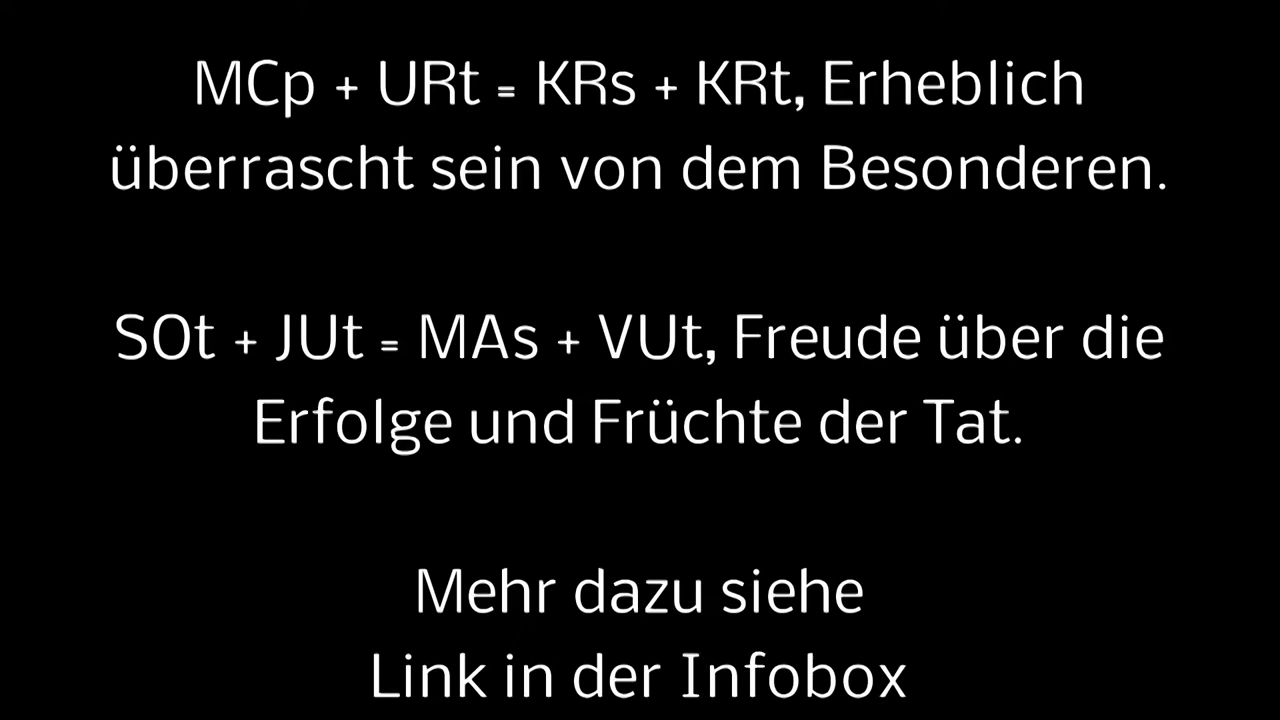 MCp + URt = KRs + KRt, Erheblich
überrascht sein von dem Besonderen.
SOt + JUt = MAs + VUt, Freude über die
Erfolge und Früchte der Tat.
Mehr dazu siehe
Link in der Infobox